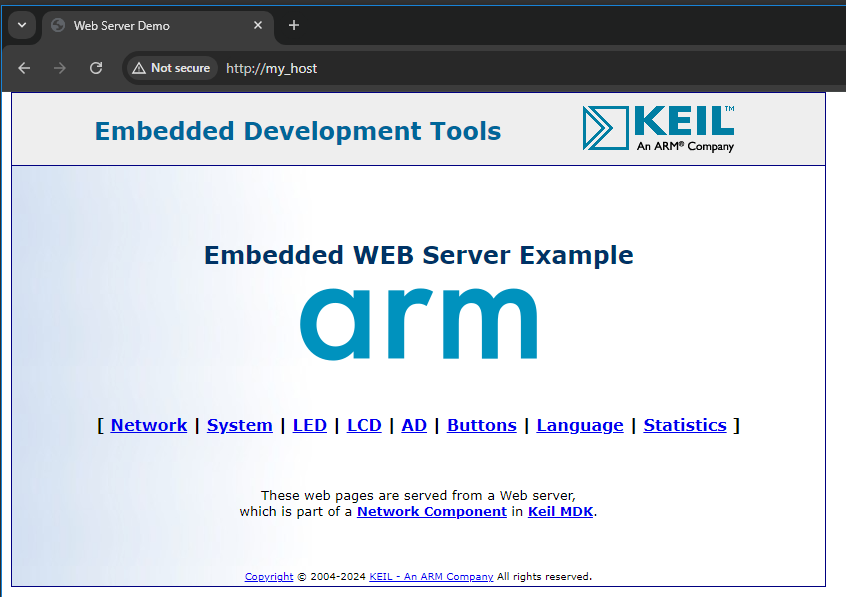 Web Server Demo
Not secure
http://my_host
Embedded Development Tools
KEIL™
An ARM® Company
Embedded WEB Server Example
arm
[ Network | System | LED | LCD | AD | Buttons | Language | Statistics ]
These web pages are served from a Web server,
which is part of a Network Component in Keil MDK.
Copyright © 2004-2024 KEIL - An ARM Company All rights reserved.